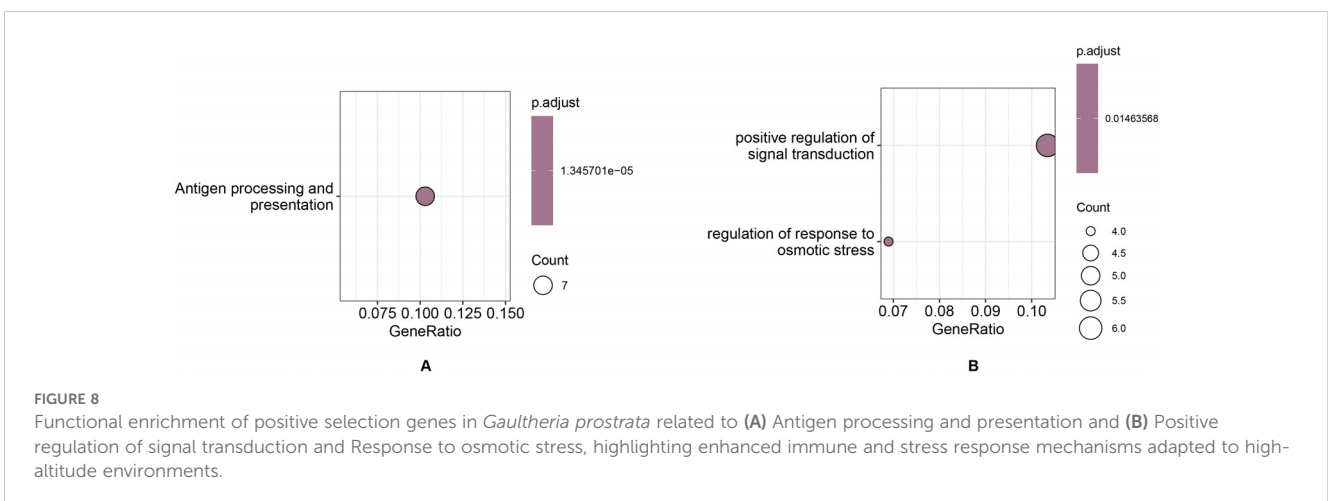 p.adjust
1.345701e−05
Antigen processing and
presentation
Count
7
0.075 0.100 0.125 0.150
GeneRatio
A
p.adjust
0.01463568
positive regulation of
signal transduction
regulation of response to
osmotic stress
Count
4.0
4.5
5.0
5.5
6.0
0.07 0.08 0.09 0.10
GeneRatio
B
FIGURE 8
Functional enrichment of positive selection genes in Gaultheria prostrata related to (A) Antigen processing and presentation and (B) Positive
regulation of signal transduction and Response to osmotic stress, highlighting enhanced immune and stress response mechanisms adapted to high-
altitude environments.